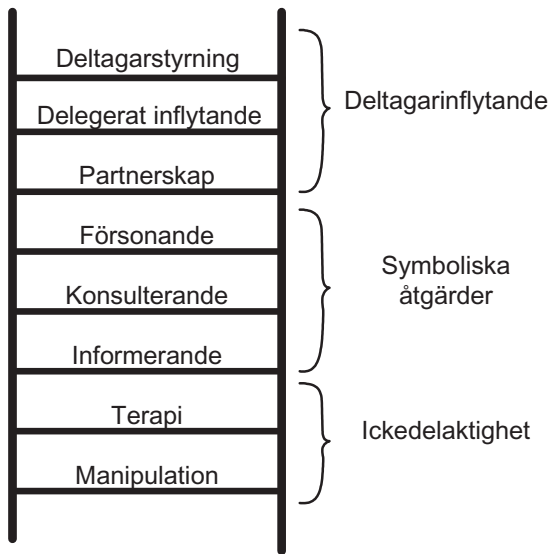 Deltagarstyrning
Delegerat inflytande
Partnerskap
Deltagarinflytande
Försonande
Konsulterande
Informerande
Symboliska
åtgärder
Terapi
Manipulation
Ickedelaktighet